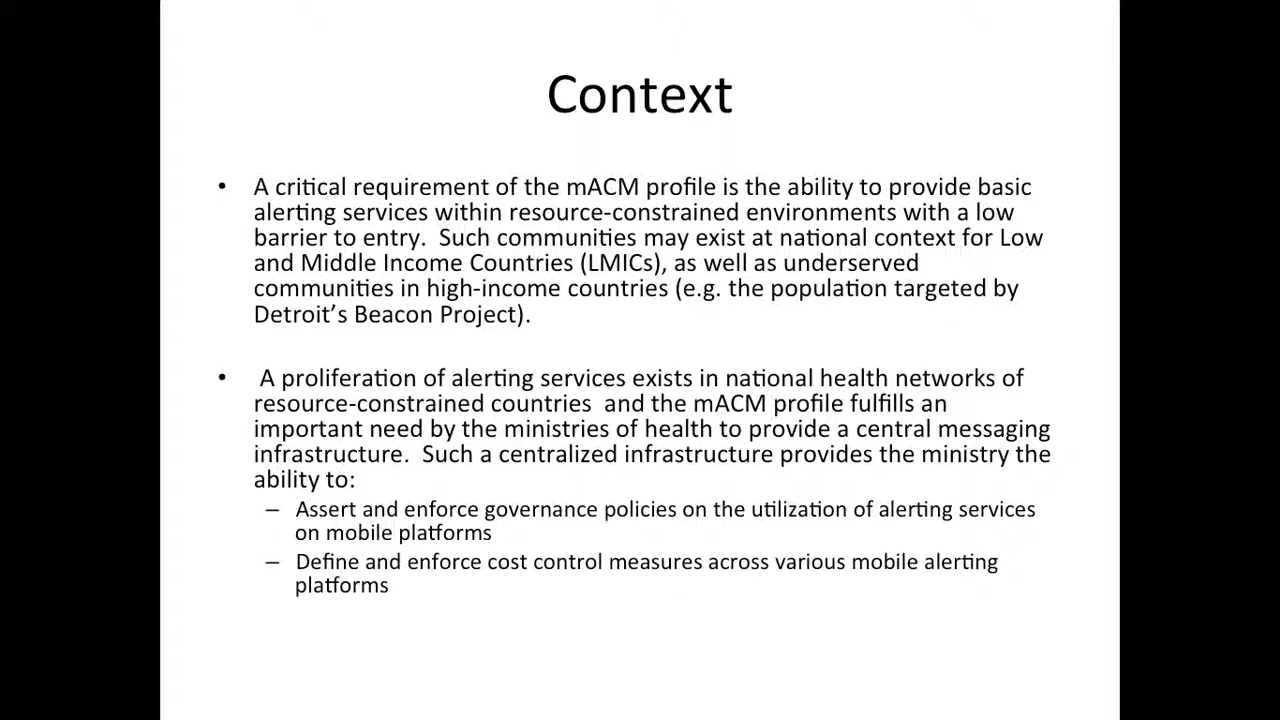 Context
• A critical requirement of the mACM profile is the ability to provide basic
alerting services within resource-constrained environments with a low
barrier to entry.  Such communities may exist at national context for Low
and Middle Income Countries (LMICs), as well as underserved
communities in high-income countries (e.g. the population targeted by
Detroit's Beacon Project).
• A proliferation of alerting services exists in national health networks of
resource-constrained countries  and the mACM profile fulfills an
important need by the ministries of health to provide a central messaging
infrastructure.  Such a centralized infrastructure provides the ministry the
ability to:
– Assert and enforce governance policies on the utilization of alerting services
on mobile platforms
– Define and enforce cost control measures across various mobile alerting
platforms